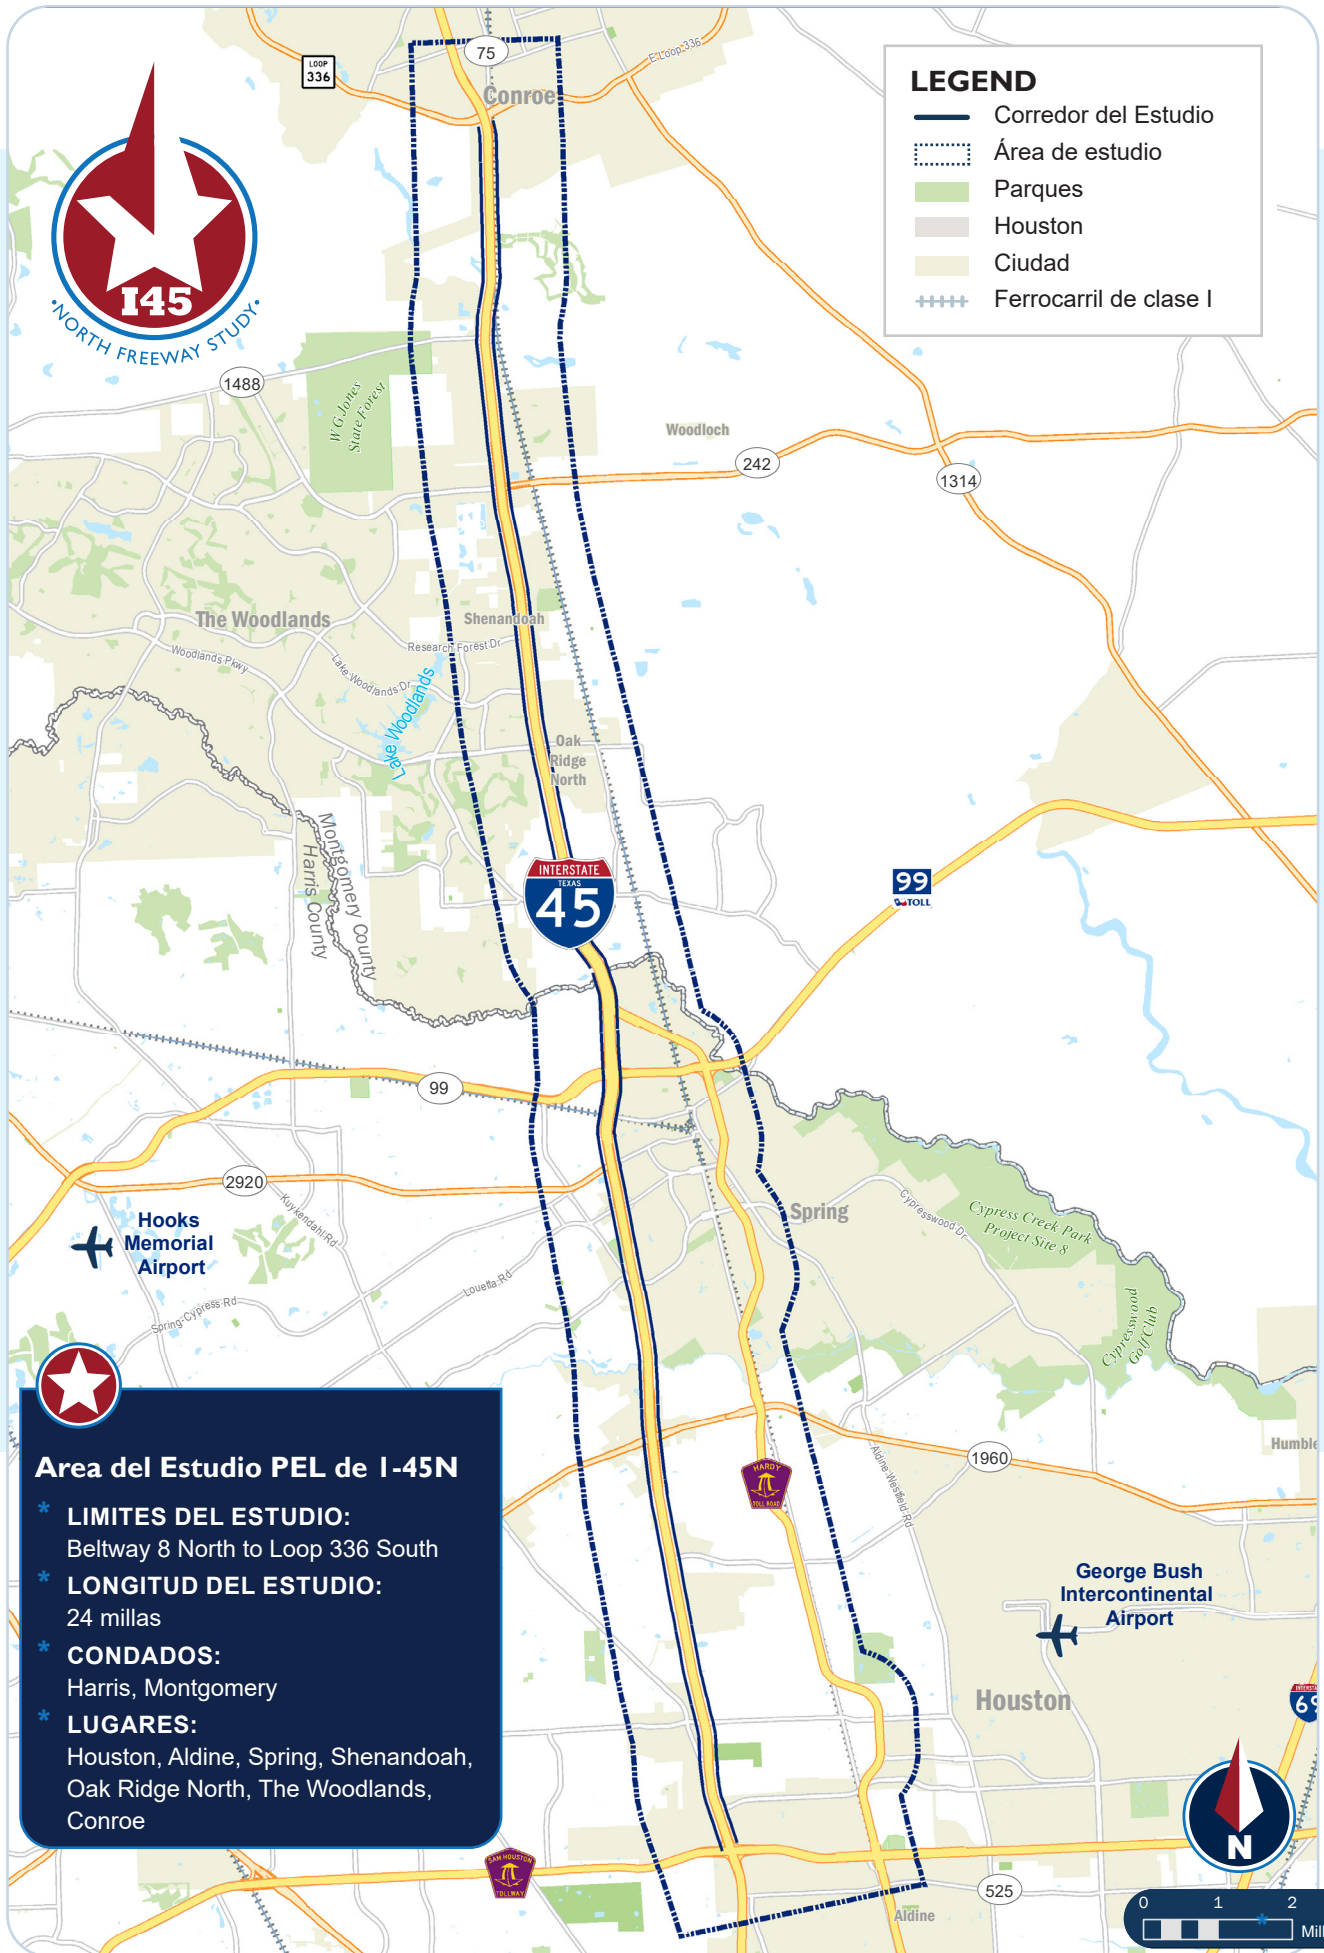 LOOP
336
75
E Loop 336
Conroe
LEGEND
Corredor del Estudio
Área de estudio
Parques
Houston
Ciudad
Ferrocarril de clase I
I45
•NORTH FREEWAY STUDY•
1488
W G Jones
State Forest
Woodloch
242
1314
The Woodlands
Shenandoah
Research Forest Dr
Woodlands Pkwy
Lake Woodlands Dr
Lake Woodlands
Oak
Ridge
North
Montgomery County
Harris County
INTERSTATE
TEXAS
45
99
TOLL
99
2920
Kuykendahl Rd
Hooks
Memorial
Airport
Spring
Cypresswood Dr
Cypress Creek Park
Project Site 8
Louetta Rd
Spring-Cypress Rd
Cypresswood
Golf Club
Humble
1960
Aldine Westfield Rd
HARDY
TOLL ROAD
Area del Estudio PEL de 1-45N
* LIMITES DEL ESTUDIO:
Beltway 8 North to Loop 336 South
* LONGITUD DEL ESTUDIO:
24 millas
* CONDADOS:
Harris, Montgomery
* LUGARES:
Houston, Aldine, Spring, Shenandoah,
Oak Ridge North, The Woodlands,
Conroe
George Bush
Intercontinental
Airport
Houston
69
N
SAM HOUSTON
TOLLWAY
525
Aldine
0 1 2